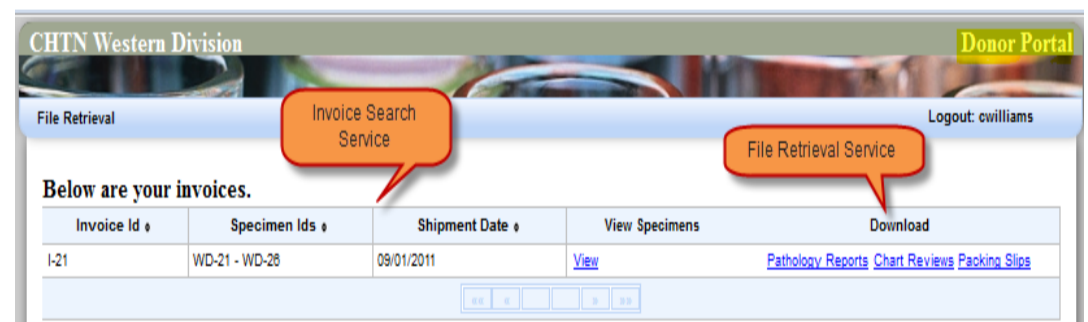 CHTN Western Division Donor Portal
File Retrieval Logout: cwilliams
Invoice Search
Service
File Retrieval Service
Below are your invoices.
Invoice Id Specimen Ids Shipment Date View Specimens Download
I-21 WD-21 - WD-26 09/01/2011 View Pathology Reports Chart Reviews Packing Slips
«« « » »»